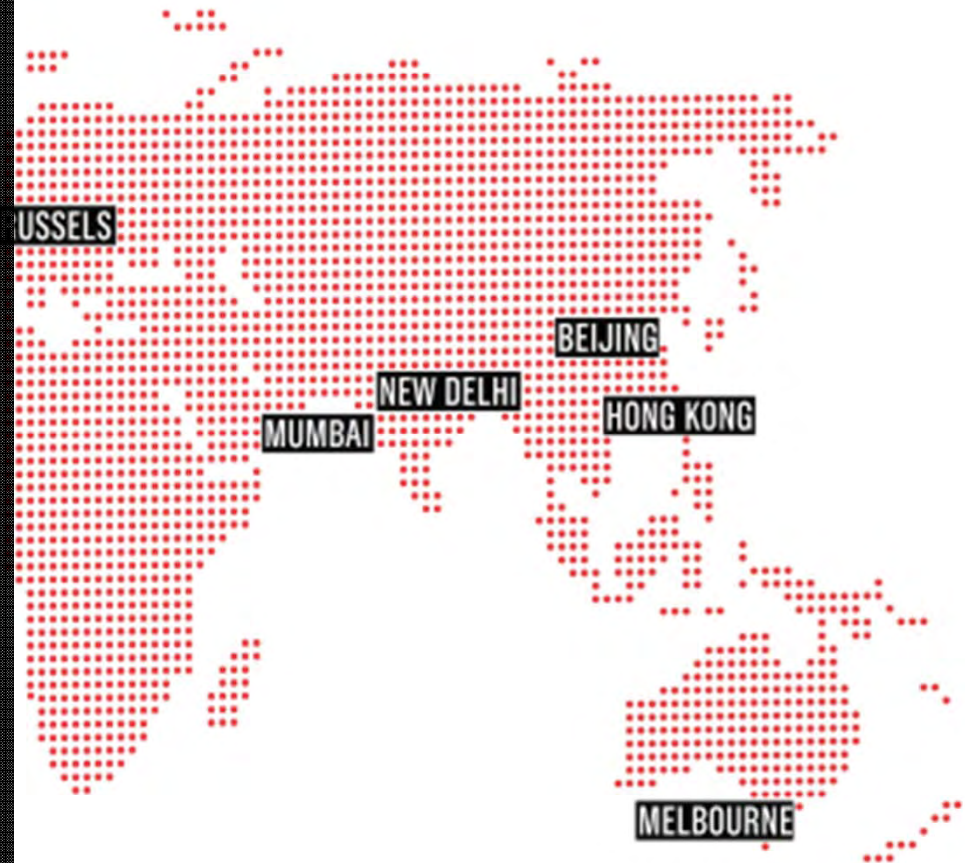 RUSSELS
BEIJING
NEW DELHI
HONG KONG
MUMBAI
MELBOURNE